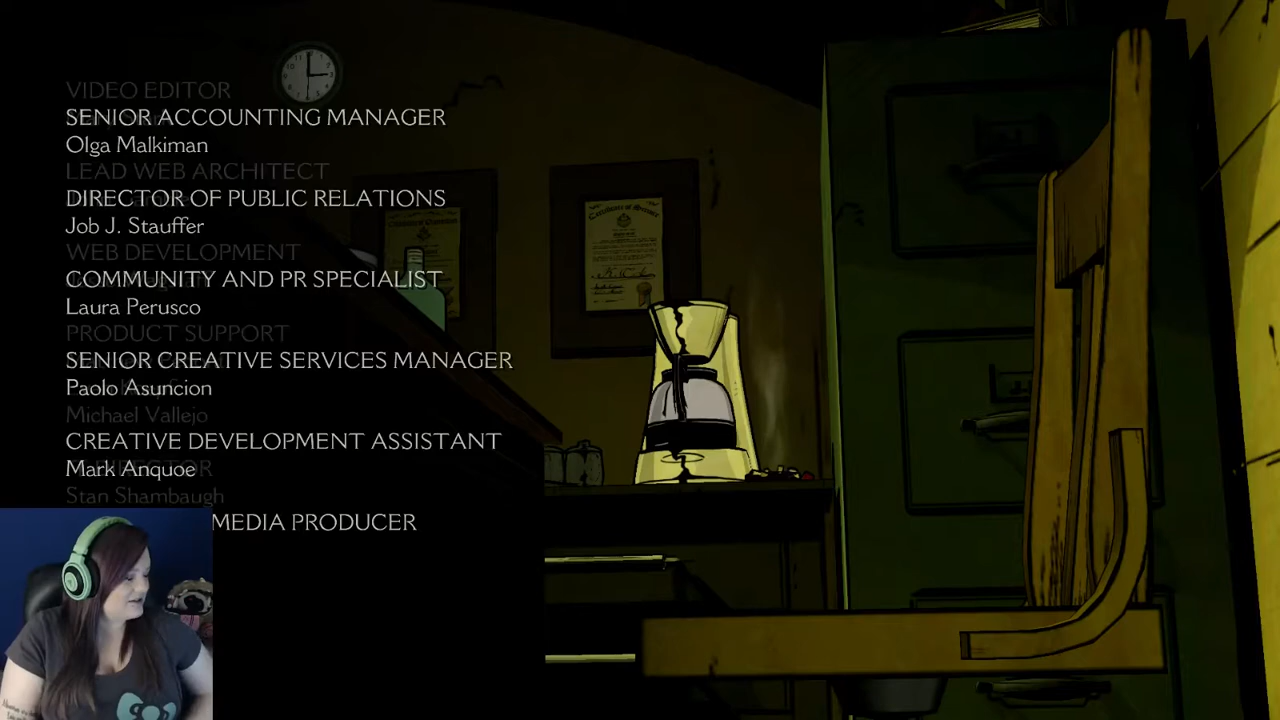 VIDEO EDITOR
SENIOR ACCOUNTING MANAGER
Olga Malkiman
LEAD WEB ARCHITECT
DIRECTOR OF PUBLIC RELATIONS
Job J. Stauffer
WEB DEVELOPMENT
COMMUNITY AND PR SPECIALIST
Laura Perusco
PRODUCT SUPPORT
SENIOR CREATIVE SERVICES MANAGER
Paolo Asuncion
Michael Vallejo
CREATIVE DEVELOPMENT ASSISTANT
Mark Anquoe
Stan Shambaugh
MEDIA PRODUCER